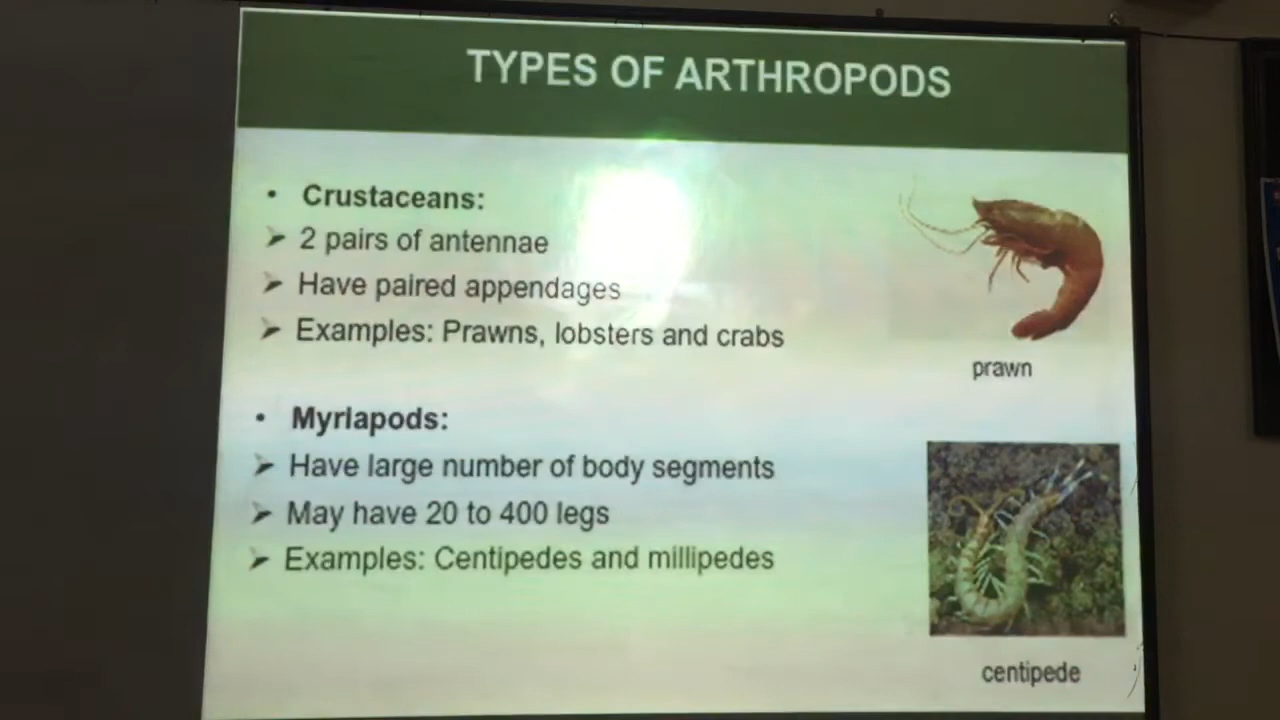 TYPES OF ARTHROPODS
• Crustaceans:
➢ 2 pairs of antennae
➢ Have paired appendages
➢ Examples: Prawns, lobsters and crabs
prawn
• Myriapods:
➢ Have large number of body segments
➢ May have 20 to 400 legs
➢ Examples: Centipedes and millipedes
centipede